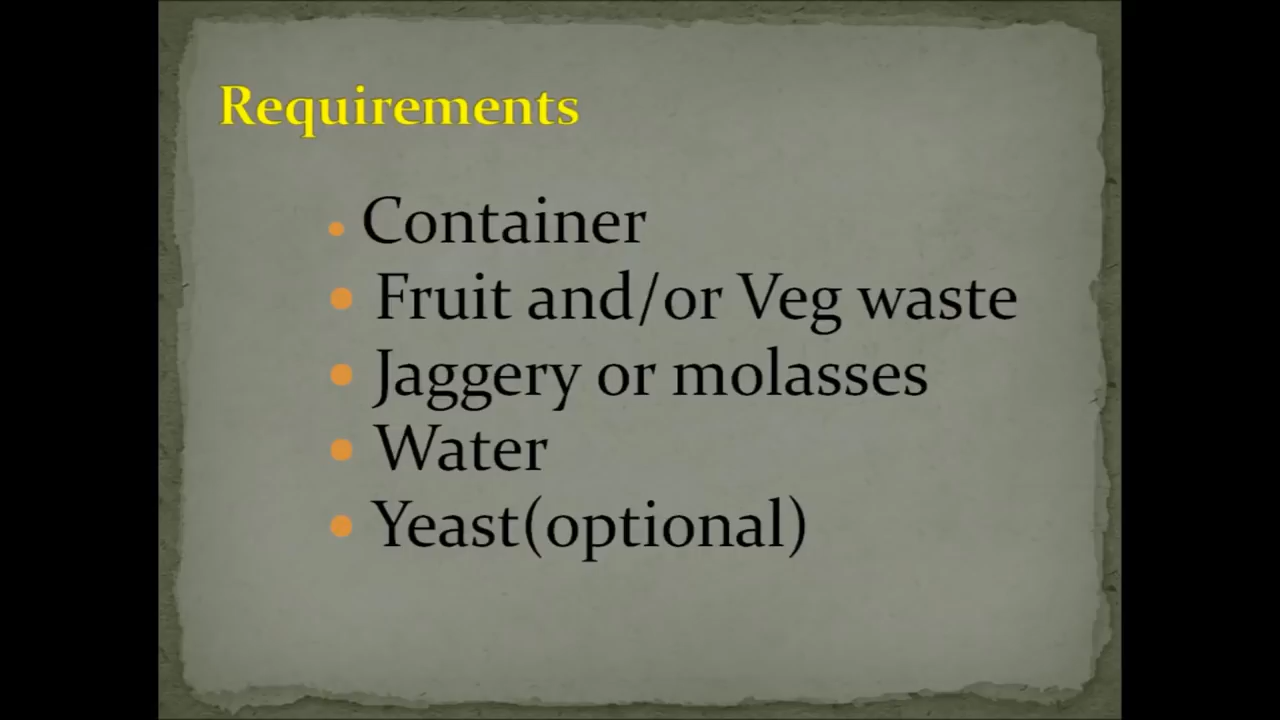 Requirements
• Container
• Fruit and/or Veg waste
• Jaggery or molasses
• Water
• Yeast(optional)